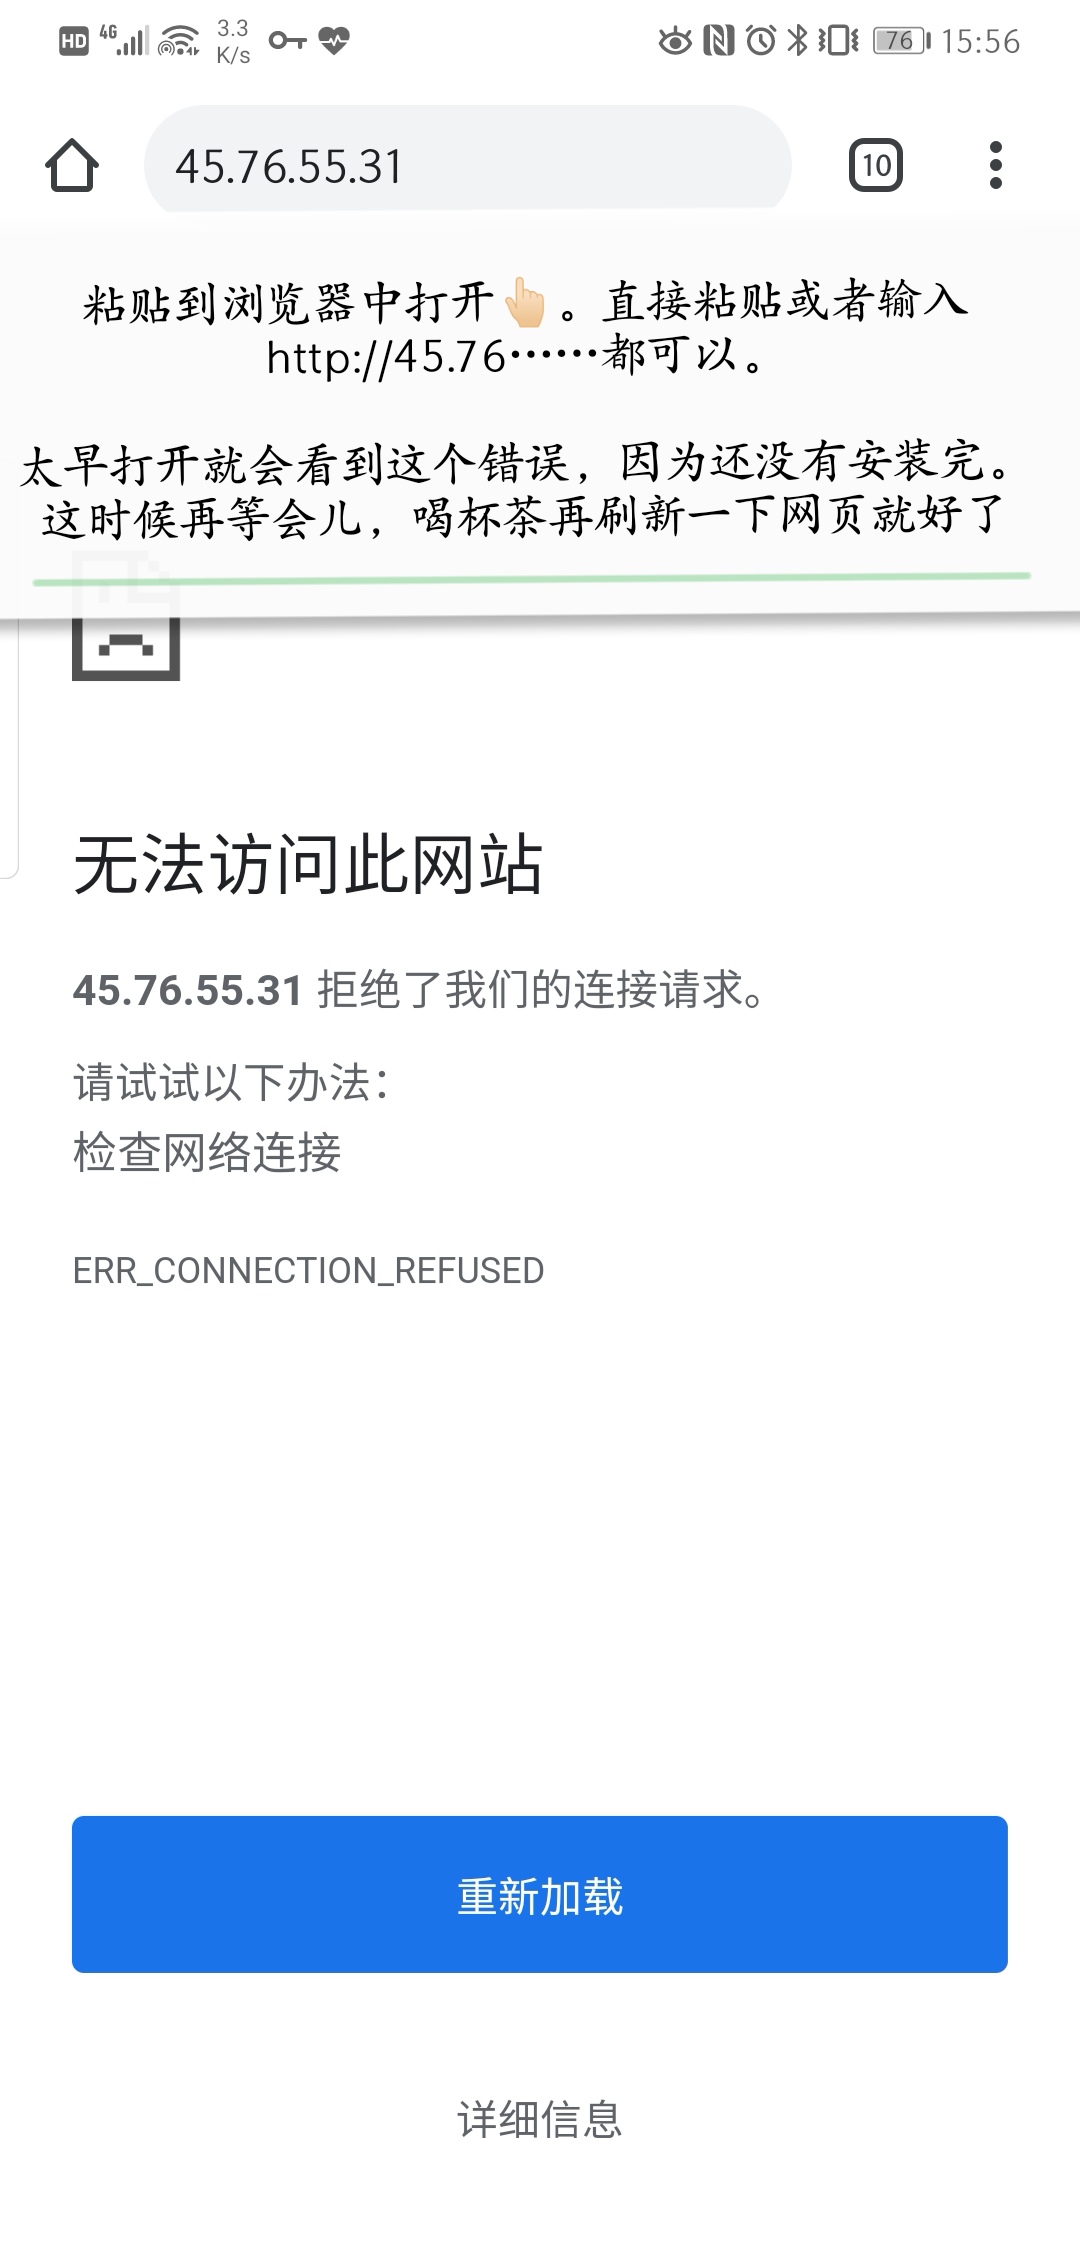 HD 4G 3.3 K/s 76 15:56
45.76.55.31 10
粘贴到浏览器中打开👆🏻。直接粘贴或者输入
http://45.76······都可以。
太早打开就会看到这个错误，因为还没有安装完。
这时候再等会儿，喝杯茶再刷新一下网页就好了
无法访问此网站
45.76.55.31 拒绝了我们的连接请求。
请试试以下办法：
检查网络连接
ERR_CONNECTION_REFUSED
重新加载
详细信息